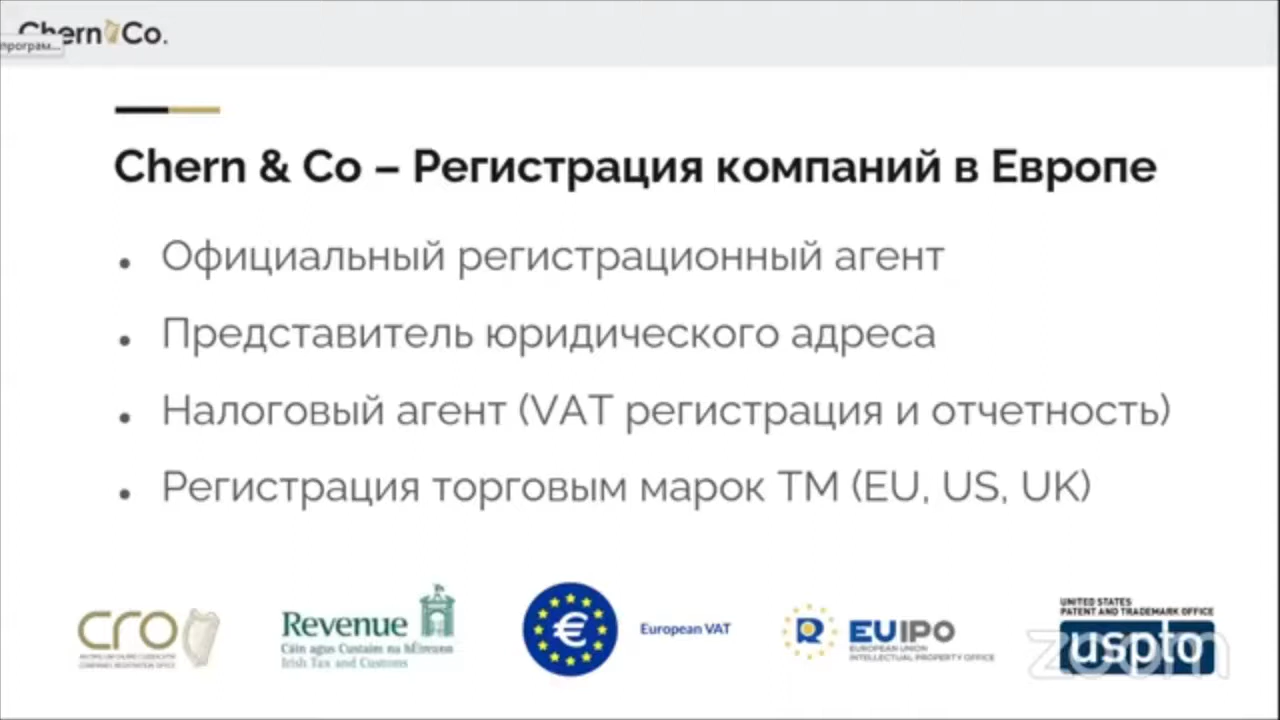 Chern Co.
програм...
Chern & Co – Регистрация компаний в Европе
• Официальный регистрационный агент
• Представитель юридического адреса
• Налоговый агент (VAT регистрация и отчетность)
• Регистрация торговым марок ТМ (EU, US, UK)
cro
COMPANIES REGISTRATION OFFICE
Revenue
Cáin agus Custaim na hÉireann
Irish Tax and Customs
€
European VAT
EUIPO
EUROPEAN UNION
INTELLECTUAL PROPERTY OFFICE
UNITED STATES
PATENT AND TRADEMARK OFFICE
uspto
zoom